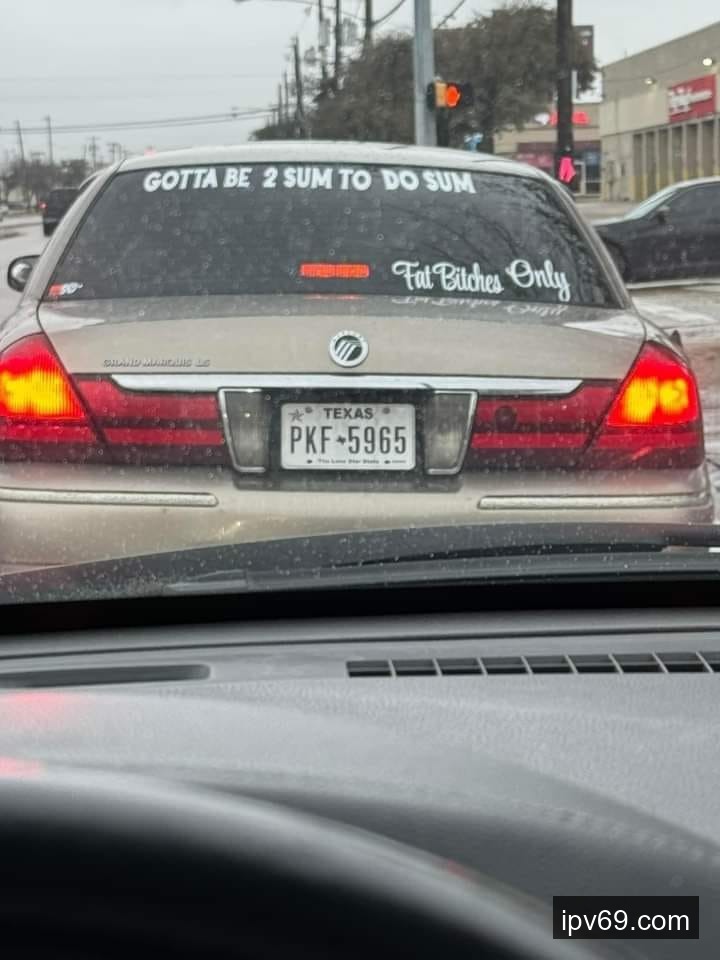 GOTTA BE 2 SUM TO DO SUM
Fat Bitches Only
GRAND MARQUIS LS
TEXAS
PKF-5965
The Lone Star State
ipv69.com